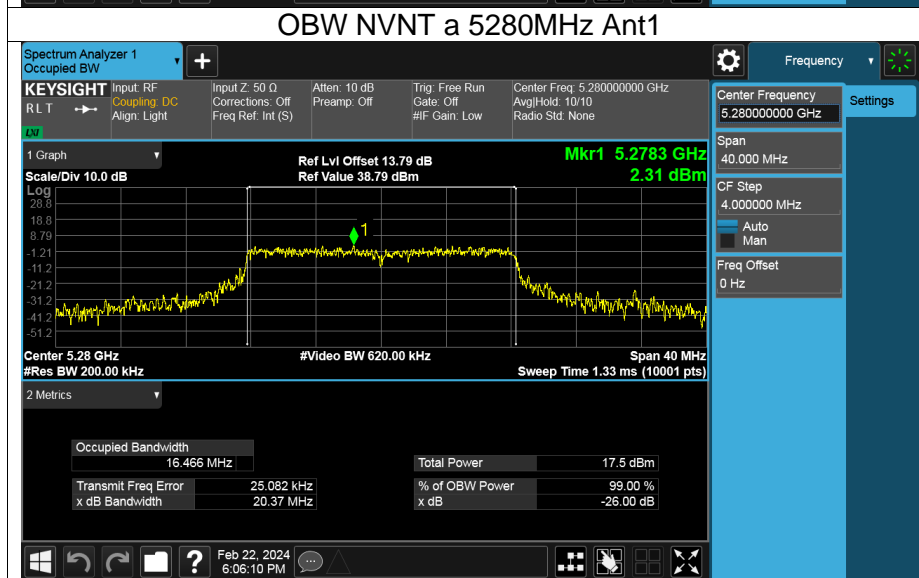 OBW NVNT a 5280MHz Ant1
Spectrum Analyzer 1
Occupied BW
+
Frequency
KEYSIGHT
R L T
LXI
Input: RF
Coupling: DC
Align: Light
Input Z: 50 Ω
Corrections: Off
Freq Ref: Int (S)
Atten: 10 dB
Preamp: Off
Trig: Free Run
Gate: Off
#IF Gain: Low
Center Freq: 5.280000000 GHz
Avg|Hold: 10/10
Radio Std: None
Center Frequency
5.280000000 GHz
Settings
Span
40.000 MHz
CF Step
4.000000 MHz
Auto
Man
Freq Offset
0 Hz
1 Graph
Scale/Div 10.0 dB
Ref Lvl Offset 13.79 dB
Ref Value 38.79 dBm
Mkr1 5.2783 GHz
2.31 dBm
Log
28.8
18.8
8.79
-1.21
-11.2
-21.2
-31.2
-41.2
-51.2
1
Center 5.28 GHz
#Res BW 200.00 kHz
#Video BW 620.00 kHz
Span 40 MHz
Sweep Time 1.33 ms (10001 pts)
2 Metrics
Occupied Bandwidth
16.466 MHz
Total Power 17.5 dBm
Transmit Freq Error 25.082 kHz
% of OBW Power 99.00 %
x dB Bandwidth 20.37 MHz
x dB -26.00 dB
?
Feb 22, 2024
6:06:10 PM